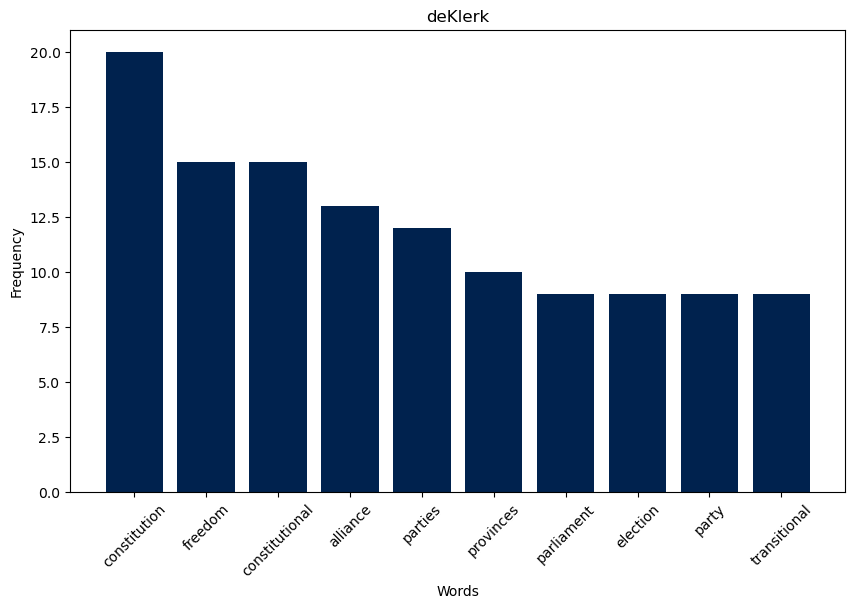 deKlerk
Frequency
20.0
17.5
15.0
12.5
10.0
7.5
5.0
2.5
0.0
constitution
freedom
constitutional
alliance
parties
provinces
parliament
election
party
transitional
Words